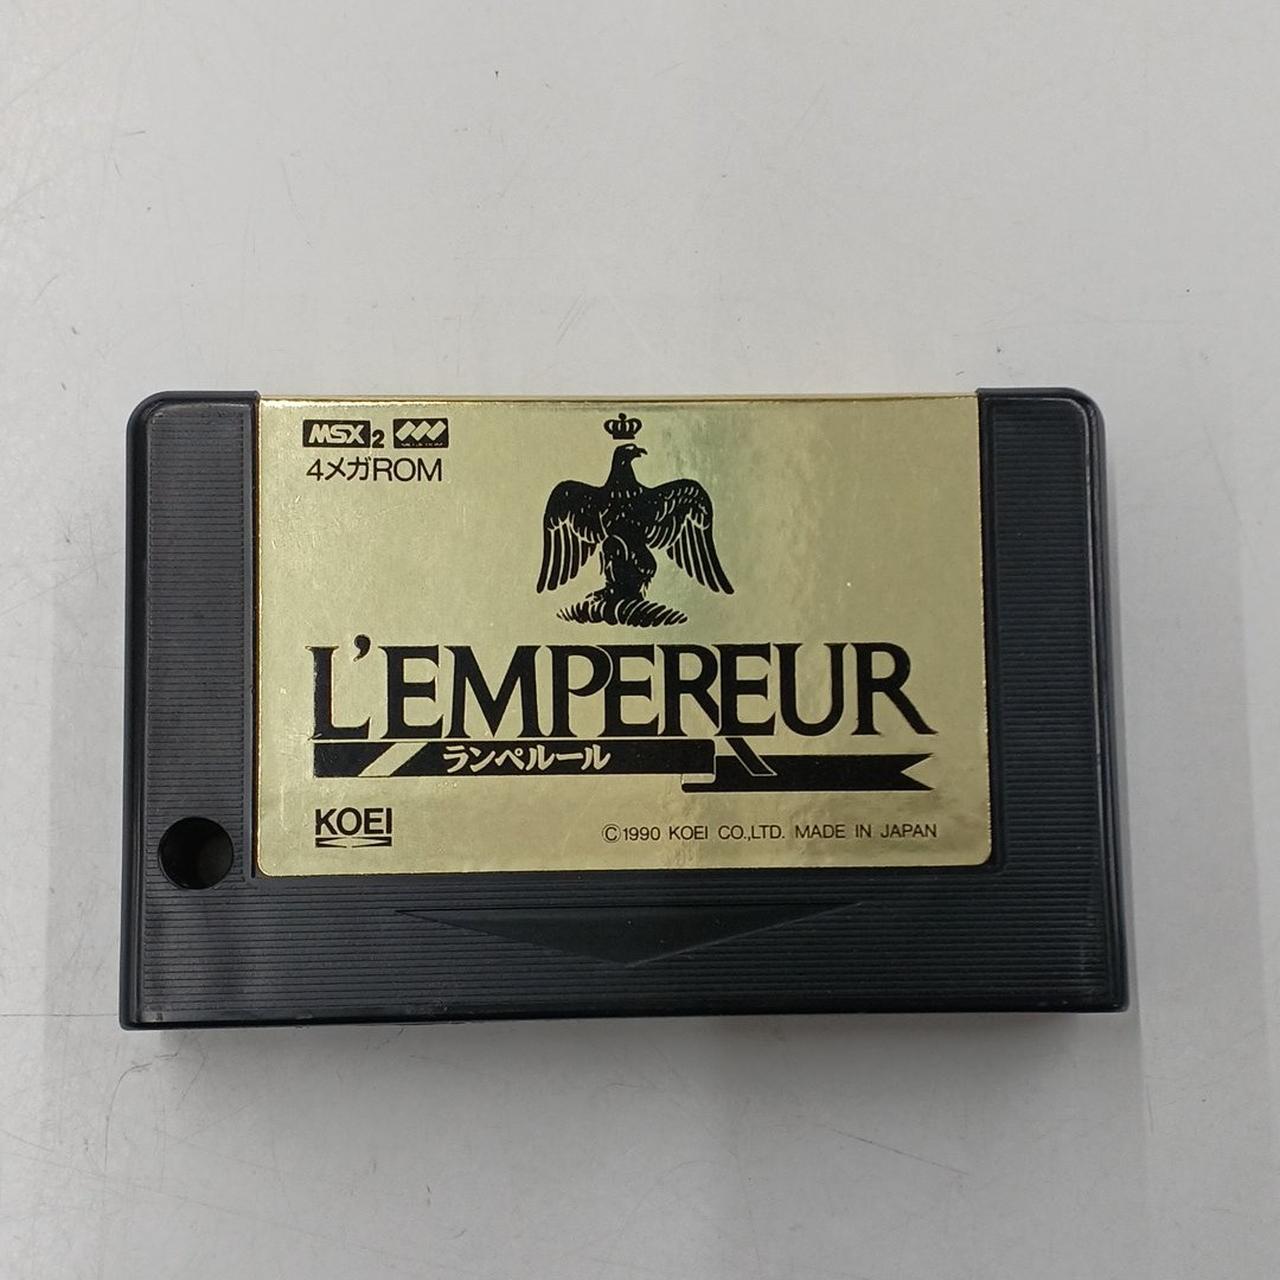 MSX2
4メガROM
L'EMPEREUR
ランペルール
KOEI
©1990 KOEI CO.,LTD. MADE IN JAPAN